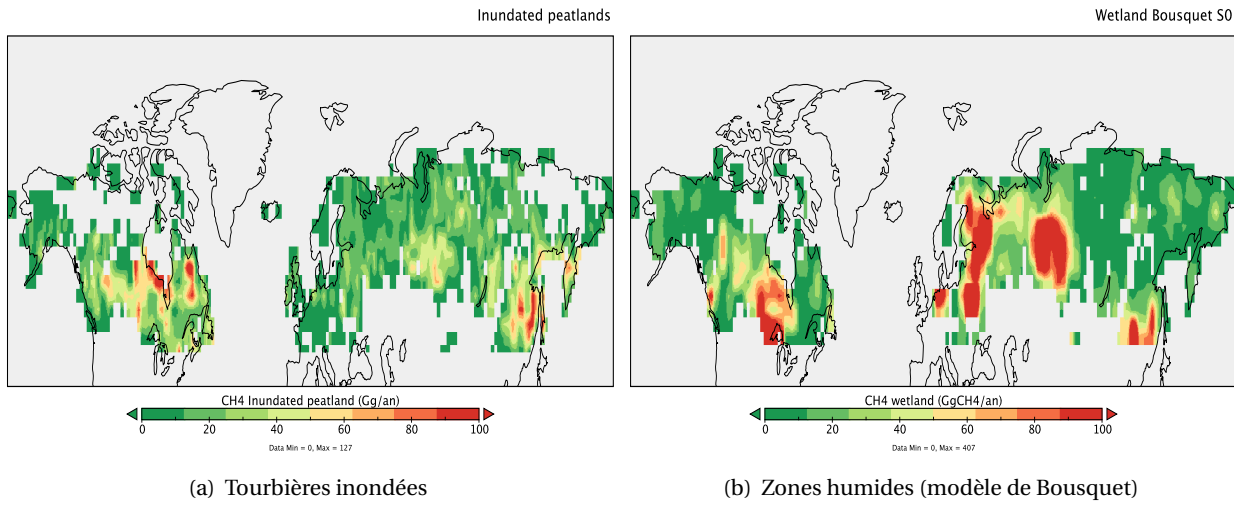 Inundated peatlands
CH4 Inundated peatland (Gg/an)
0 20 40 60 80 100
Data Min = 0, Max = 127
(a) Tourbières inondées
Wetland Bousquet S0
CH4 wetland (GgCH4/an)
0 20 40 60 80 100
Data Min = 0, Max = 407
(b) Zones humides (modèle de Bousquet)